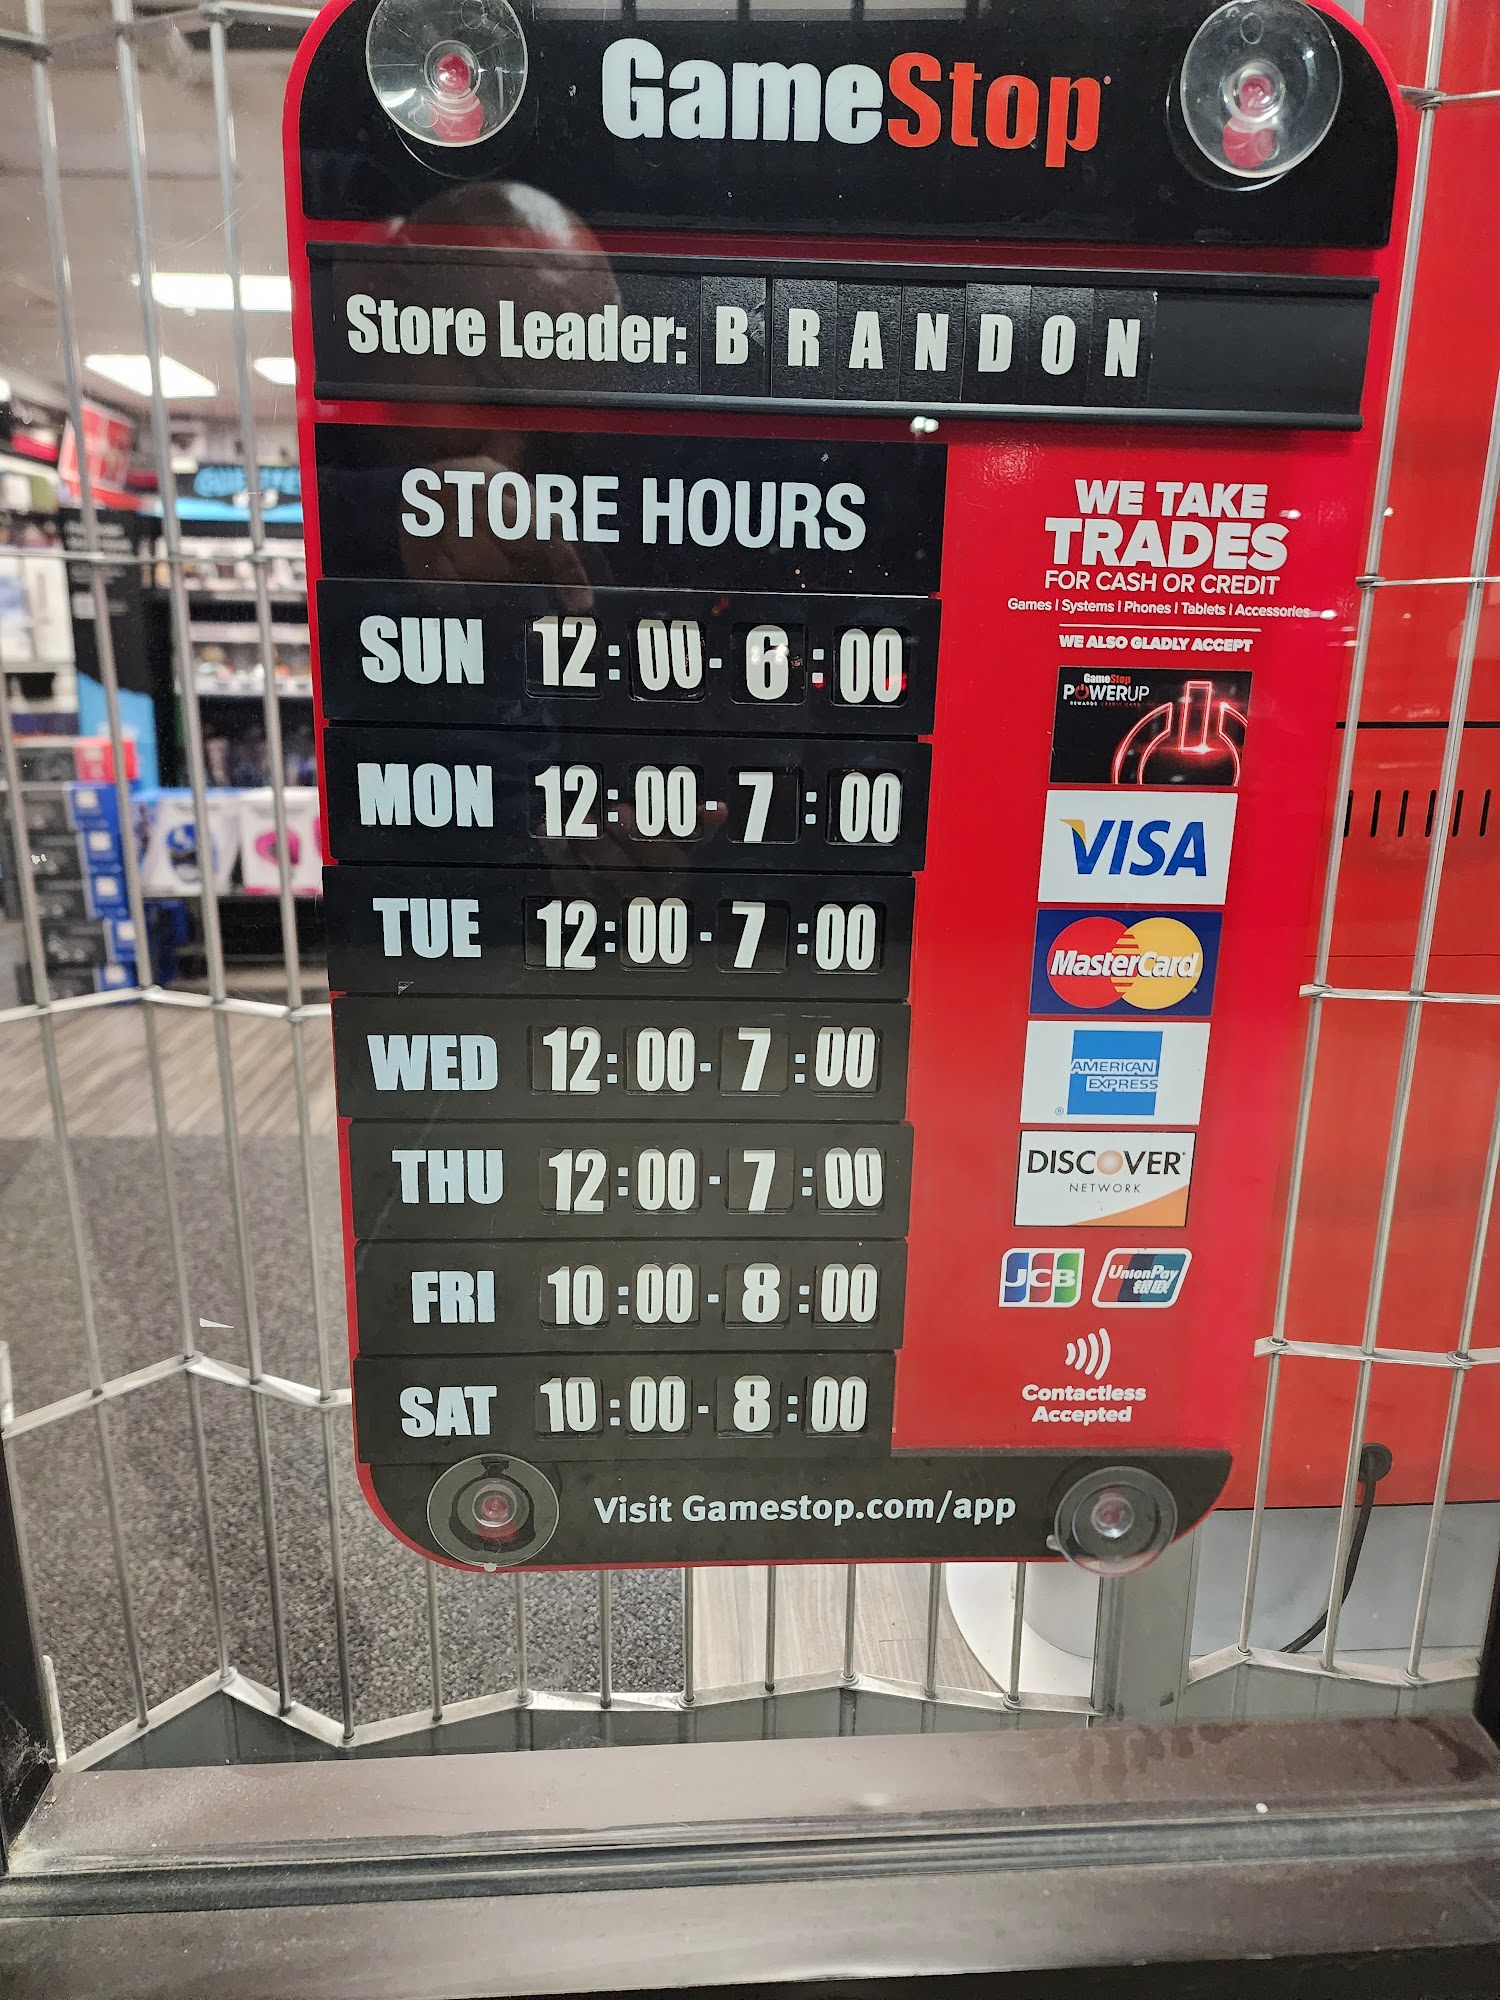 GameStop
Store Leader: BRANDON
STORE HOURS
SUN 12:00-6:00
MON 12:00-7:00
TUE 12:00-7:00
WED 12:00-7:00
THU 12:00-7:00
FRI 10:00-8:00
SAT 10:00-8:00
WE TAKE
TRADES
FOR CASH OR CREDIT
Games | Systems | Phones | Tablets | Accessories
WE ALSO GLADLY ACCEPT
GameStop
POWERUP
REWARDS CREDIT CARD
VISA
MasterCard
AMERICAN
EXPRESS
DISCOVER
NETWORK
JCB
UnionPay
银联
Contactless
Accepted
Visit Gamestop.com/app